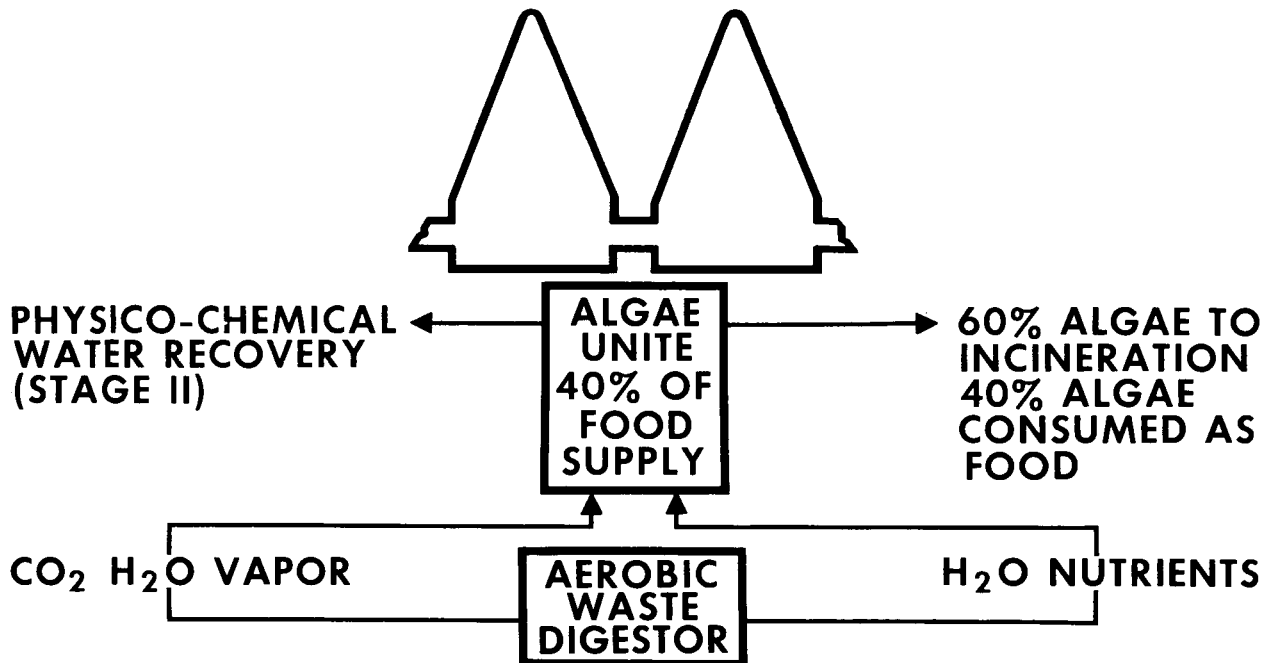 PHYSICO-CHEMICAL
WATER RECOVERY
(STAGE II)
ALGAE
UNITE
40% OF
FOOD
SUPPLY
60% ALGAE TO
INCINERATION
40% ALGAE
CONSUMED AS
FOOD
CO₂ H₂O VAPOR
AEROBIC
WASTE
DIGESTOR
H₂O NUTRIENTS